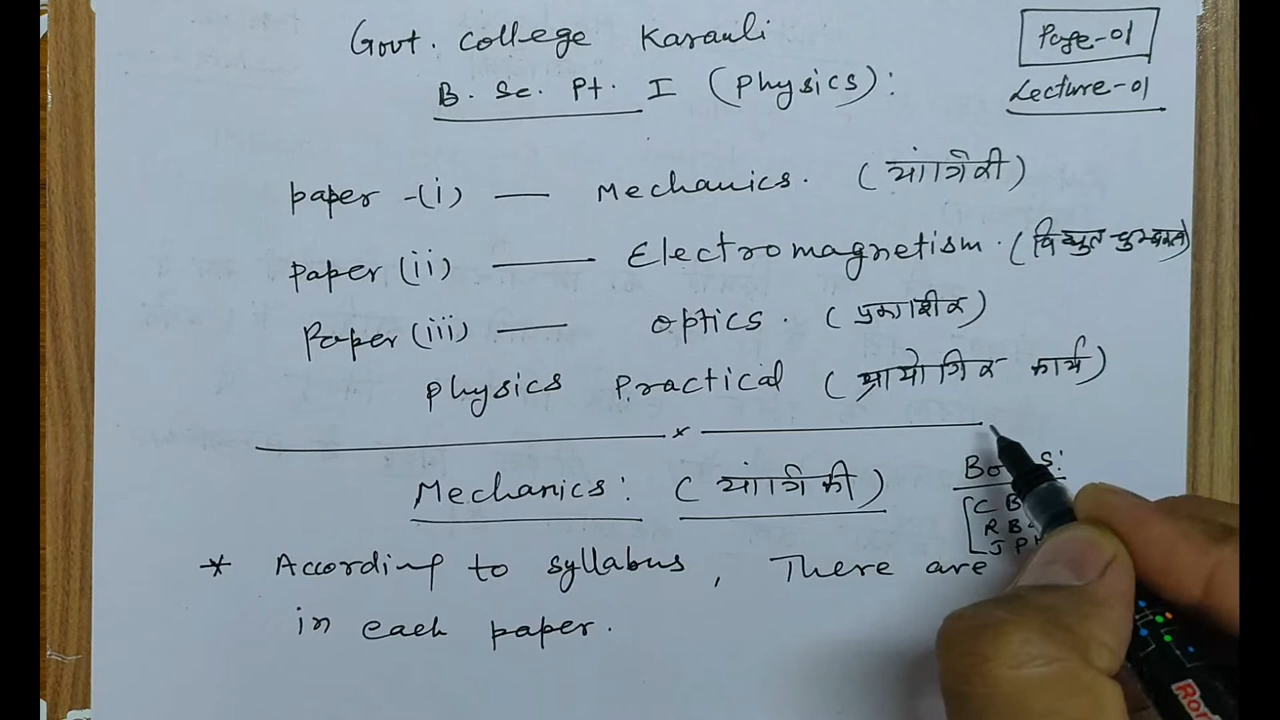 Govt. College Karauli
Page-01
B. Sc. Pt. I (Physics):
Lecture-01
paper -(i) — Mechanics. (यांत्रिकी)
Paper (ii) — Electromagnetism. (विद्युत-चुम्बकत्व)
Paper (iii) — Optics. (प्रकाशीक)
Physics Practical (प्रायोगिक कार्य)
x
Mechanics: (यांत्रिकी)
C B
R B
J P H
* According to syllabus, There are
in each paper.
Ror